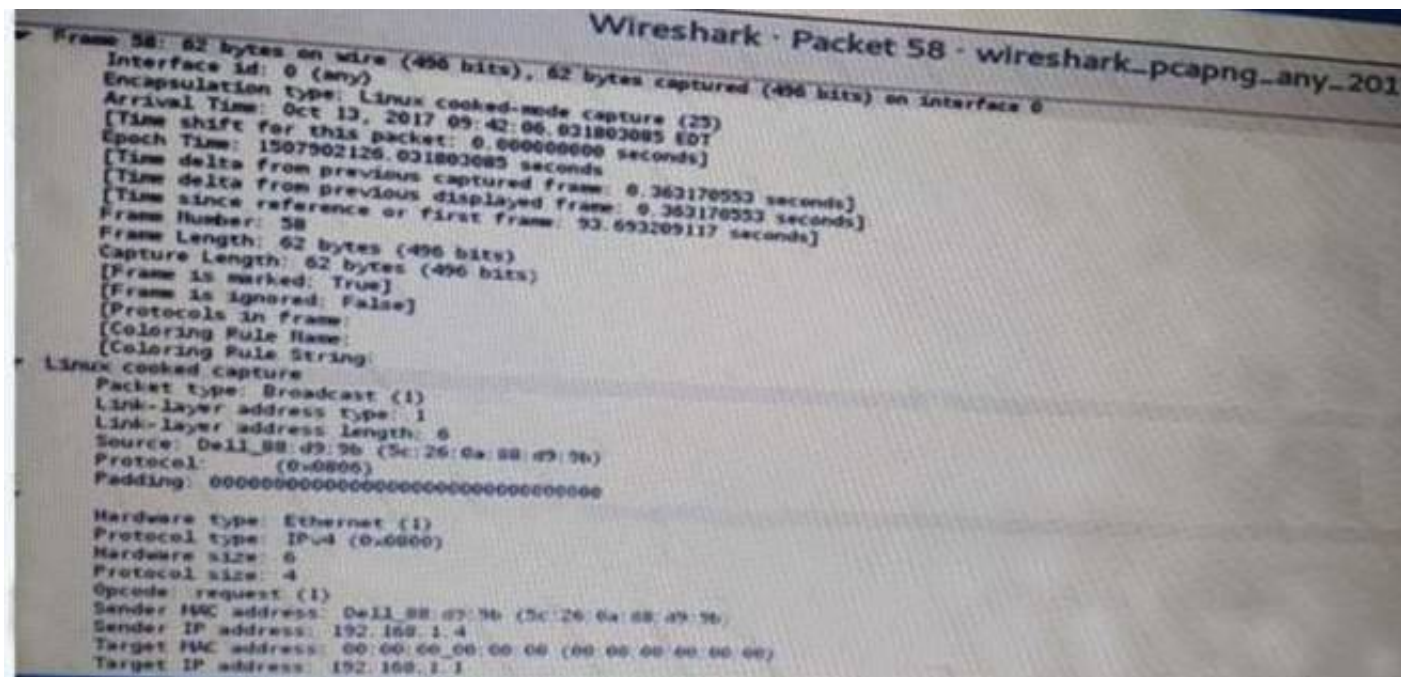 Wireshark · Packet 58 · wireshark_pcapng_any_201
Frame 58: 62 bytes on wire (496 bits), 62 bytes captured (496 bits) on interface 0
Interface id: 0 (any)
Encapsulation type: Linux cooked-mode capture (25)
Arrival Time: Oct 13, 2017 09:42:06.031803085 EDT
[Time shift for this packet: 0.000000000 seconds]
Epoch Time: 1507902126.031803085 seconds
[Time delta from previous captured frame: 0.363170553 seconds]
[Time delta from previous displayed frame: 0.363170553 seconds]
[Time since reference or first frame: 93.693209117 seconds]
Frame Number: 58
Frame Length: 62 bytes (496 bits)
Capture Length: 62 bytes (496 bits)
[Frame is marked: True]
[Frame is ignored: False]
[Protocols in frame:
[Coloring Rule Name:
[Coloring Rule String:
Linux cooked capture
Packet type: Broadcast (1)
Link-layer address type: 1
Link-layer address length: 6
Source: Dell_88:d9:9b (5c:26:0a:88:d9:9b)
Protocol: (0x0806)
Padding: 000000000000000000000000000000000000
Hardware type: Ethernet (1)
Protocol type: IPv4 (0x0800)
Hardware size: 6
Protocol size: 4
Opcode: request (1)
Sender MAC address: Dell_88:d9:9b (5c:26:0a:88:d9:9b)
Sender IP address: 192.168.1.4
Target MAC address: 00:00:00_00:00:00 (00:00:00:00:00:00)
Target IP address: 192.168.1.1